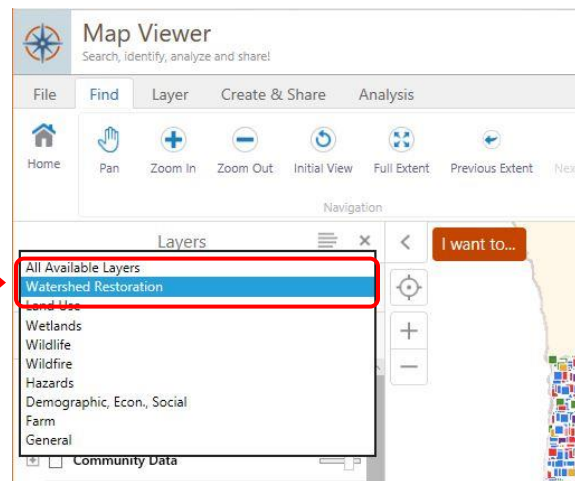 Map Viewer
Search, identify, analyze and share!
File Find Layer Create & Share Analysis
Home Pan Zoom In Zoom Out Initial View Full Extent Previous Extent
Navigation
Layers
I want to...
All Available Layers
Watershed Restoration
Land Use
Wetlands
Wildlife
Wildfire
Hazards
Demographic, Econ., Social
Farm
General
Community Data